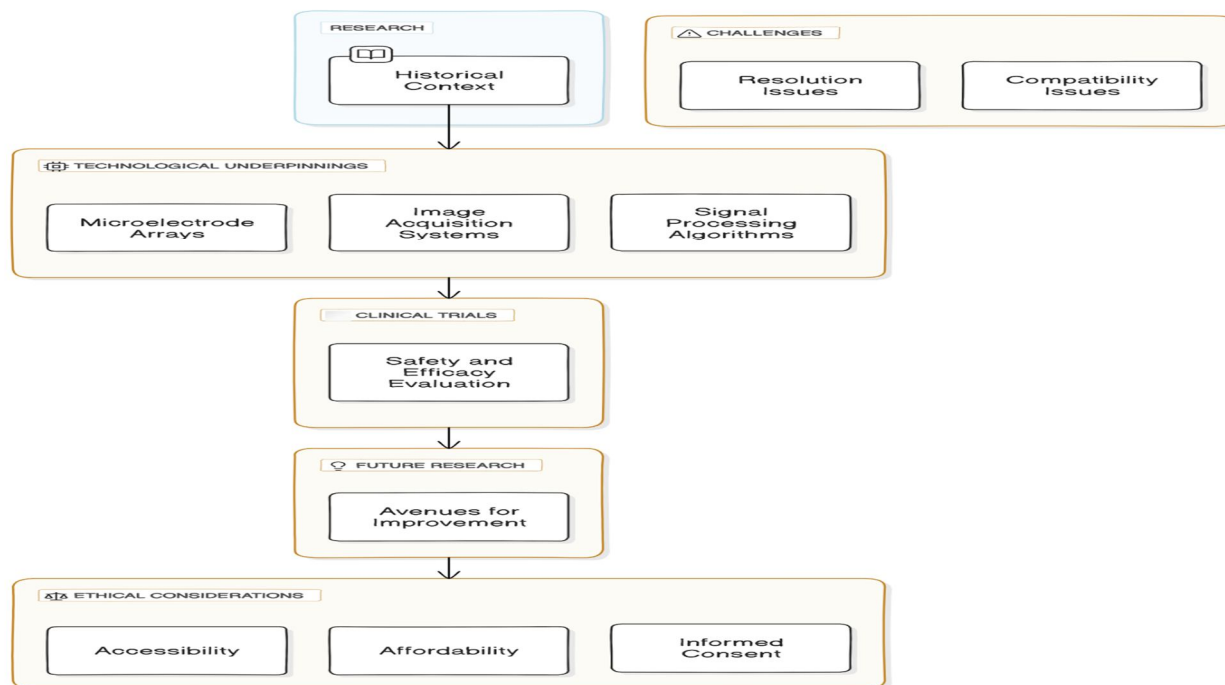 RESEARCH
Historical
Context
CHALLENGES
Resolution
Issues
Compatibility
Issues
TECHNOLOGICAL UNDERPINNINGS
Microelectrode
Arrays
Image
Acquisition
Systems
Signal
Processing
Algorithms
CLINICAL TRIALS
Safety and
Efficacy
Evaluation
FUTURE RESEARCH
Avenues for
Improvement
ETHICAL CONSIDERATIONS
Accessibility
Affordability
Informed
Consent